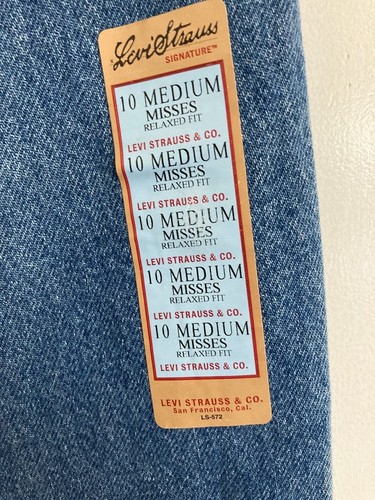 Levi Strauss
SIGNATURE™
10 MEDIUM
MISSES
RELAXED FIT
LEVI STRAUSS & CO.
10 MEDIUM
MISSES
RELAXED FIT
LEVI STRAUSS & CO.
10 MEDIUM
MISSES
RELAXED FIT
LEVI STRAUSS & CO.
10 MEDIUM
MISSES
RELAXED FIT
LEVI STRAUSS & CO.
10 MEDIUM
MISSES
RELAXED FIT
LEVI STRAUSS & CO.
LEVI STRAUSS & CO.
San Francisco, Cal.
LS-572